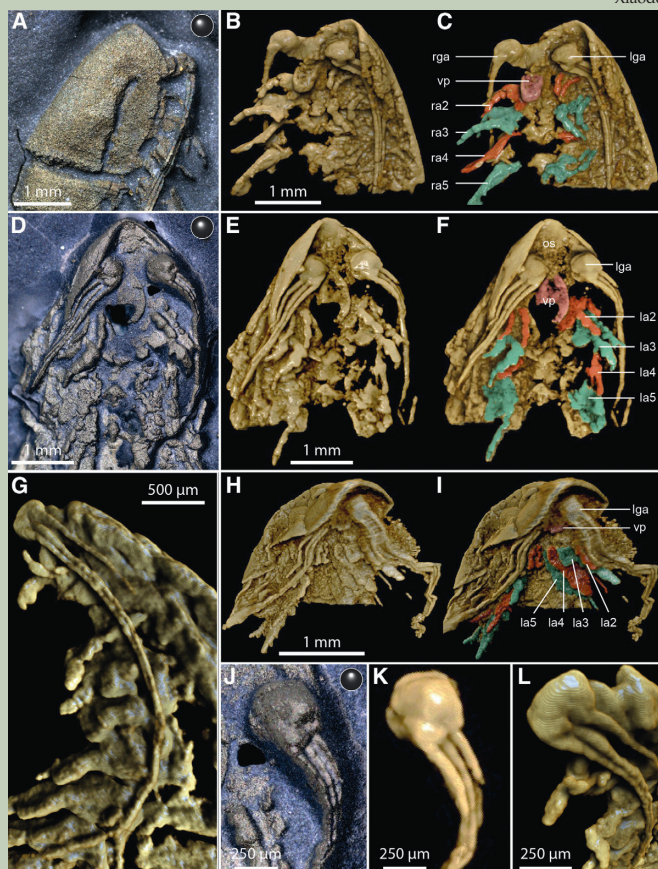 A
1 mm
B
1 mm
C
rga
lga
vp
ra2
ra3
ra4
ra5
D
1 mm
E
1 mm
F
os
lga
vp
la2
la3
la4
la5
G
500 µm
H
1 mm
I
lga
vp
la5 la4 la3 la2
J
250 µm
K
250 µm
L
250 µm